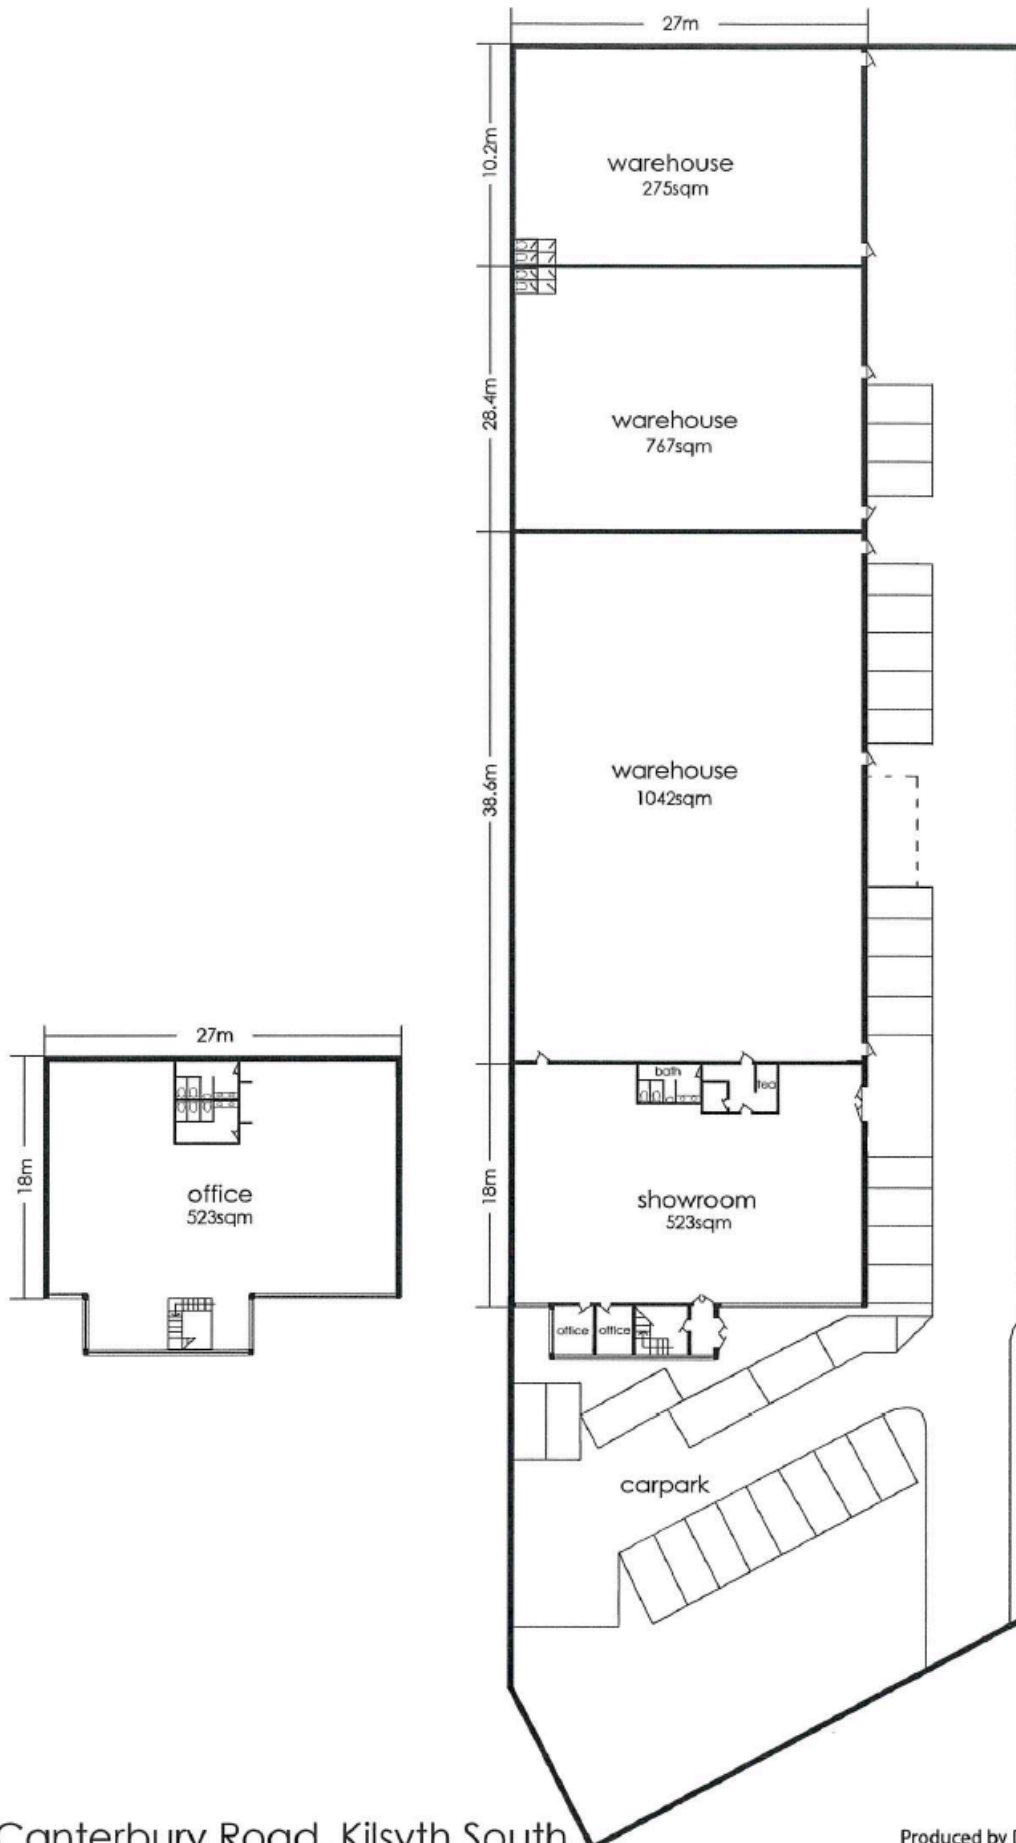 27m
10.2m
warehouse
275sqm
28.4m
warehouse
767sqm
38.6m
warehouse
1042sqm
27m
18m
office
523sqm
bath
tea
18m
showroom
523sqm
office
office
carpark
Canterbury Road, Kilsyth South
Produced by